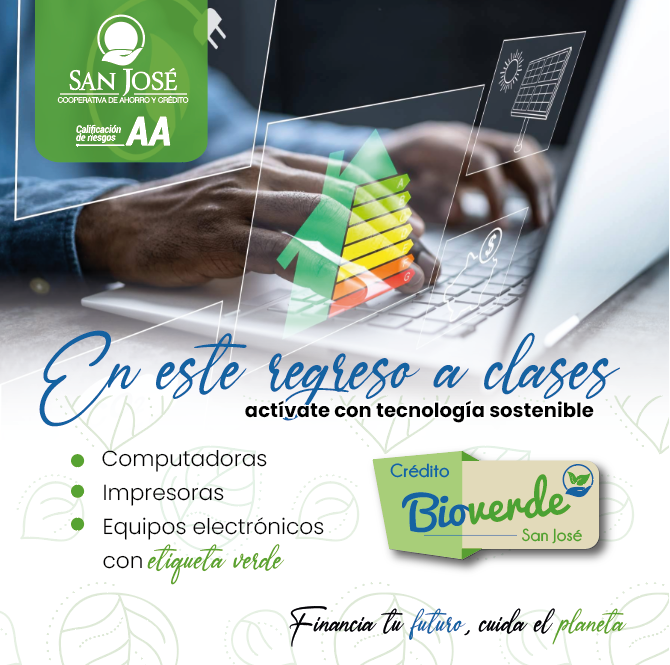 SAN JOSÉ
COOPERATIVA DE AHORRO Y CRÉDITO
Calificación
de riesgos AA
A
G
En este regreso a clases
actívate con tecnología sostenible
Computadoras
Impresoras
Equipos electrónicos
con etiqueta verde
Crédito
Bioverde
San José
Financia tu futuro, cuida el planeta